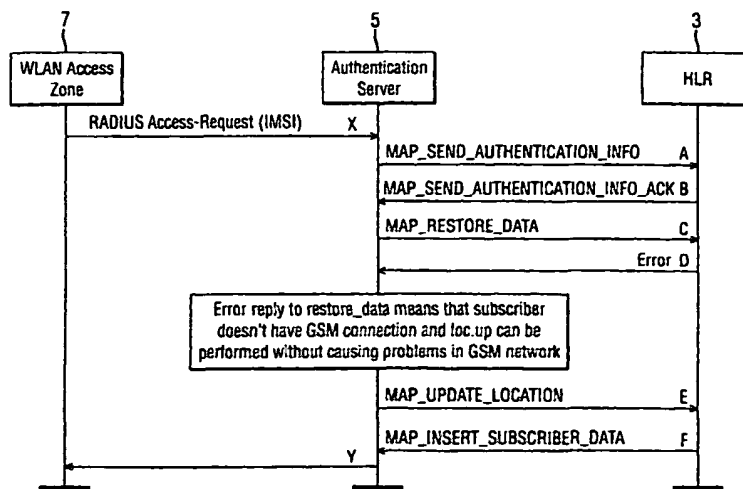 7
5
3
WLAN Access
Zone
Authentication
Server
HLR
RADIUS Access-Request (IMSI) X
MAP_SEND_AUTHENTICATION_INFO A
MAP_SEND_AUTHENTICATION_INFO_ACK B
MAP_RESTORE_DATA C
Error D
Error reply to restore_data means that subscriber
doesn't have GSM connection and loc.up can be
performed without causing problems in GSM network
MAP_UPDATE_LOCATION E
MAP_INSERT_SUBSCRIBER_DATA F
Y